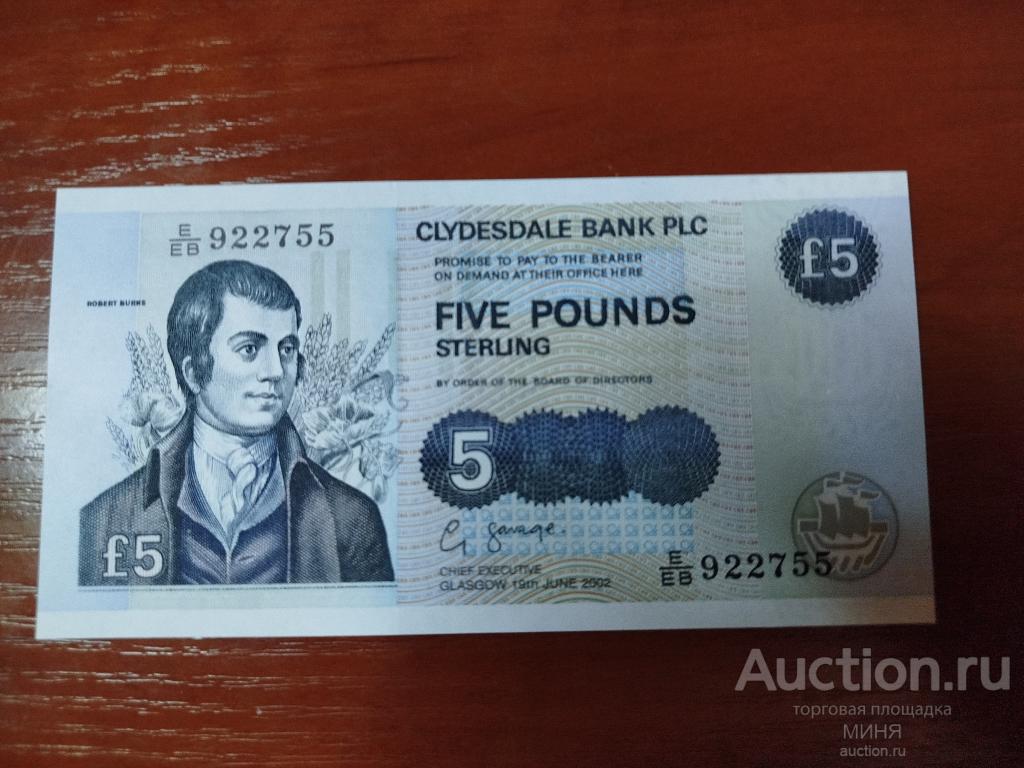 E/EB 922755
CLYDESDALE BANK PLC
PROMISE TO PAY TO THE BEARER
ON DEMAND AT THEIR OFFICE HERE
£5
ROBERT BURNS
FIVE POUNDS
STERLING
BY ORDER OF THE BOARD OF DIRECTORS
5
G Savage
£5
CHIEF EXECUTIVE
GLASGOW 19th JUNE 2002
E/EB 922755
Auction.ru
торговая площадка
МИНЯ
auction.ru